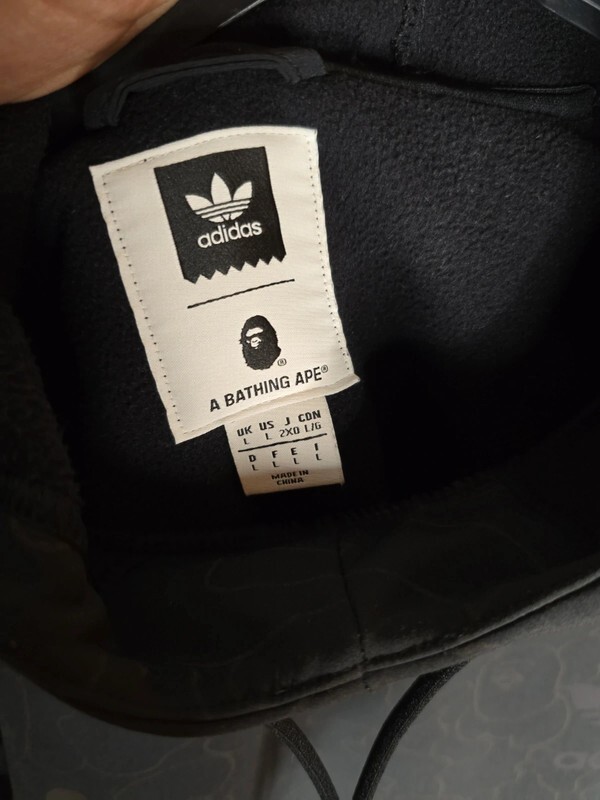 adidas
®
A BATHING APE®
UK US J CDN
L L 2XO L/G
D F E I
L L L L
MADE IN
CHINA